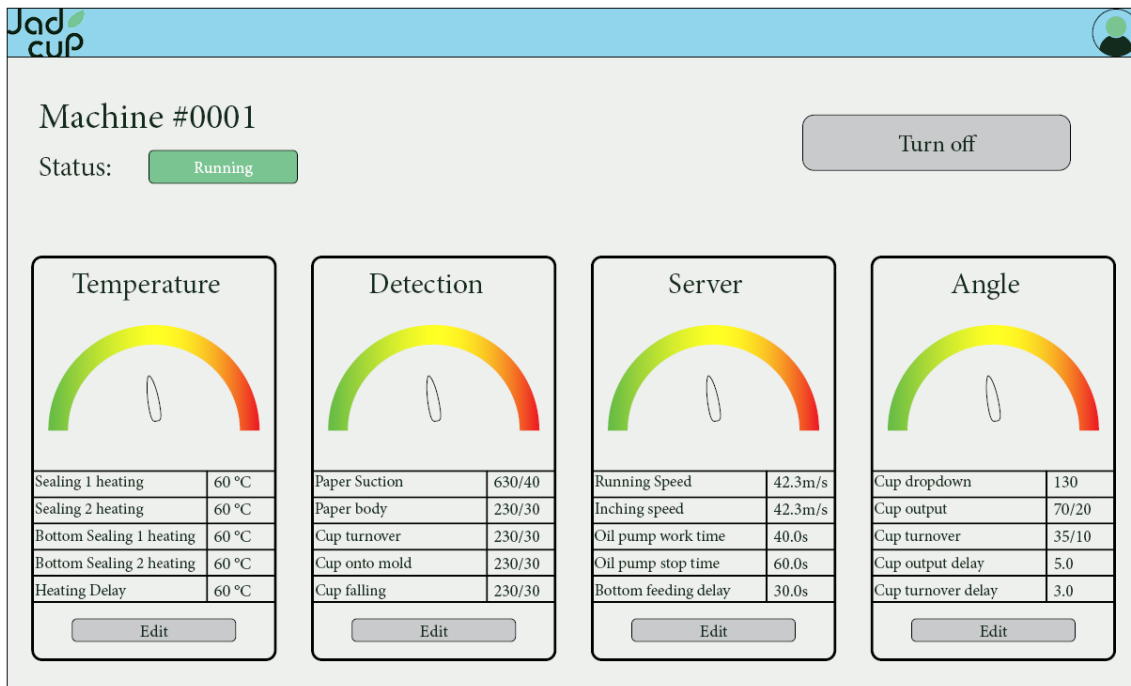 Jad
cup
Machine #0001
Turn off
Status:
Running
Temperature
Sealing 1 heating 60 °C
Sealing 2 heating 60 °C
Bottom Sealing 1 heating 60 °C
Bottom Sealing 2 heating 60 °C
Heating Delay 60 °C
Edit
Detection
Paper Suction 630/40
Paper body 230/30
Cup turnover 230/30
Cup onto mold 230/30
Cup falling 230/30
Edit
Server
Running Speed 42.3m/s
Inching speed 42.3m/s
Oil pump work time 40.0s
Oil pump stop time 60.0s
Bottom feeding delay 30.0s
Edit
Angle
Cup dropdown 130
Cup output 70/20
Cup turnover 35/10
Cup output delay 5.0
Cup turnover delay 3.0
Edit